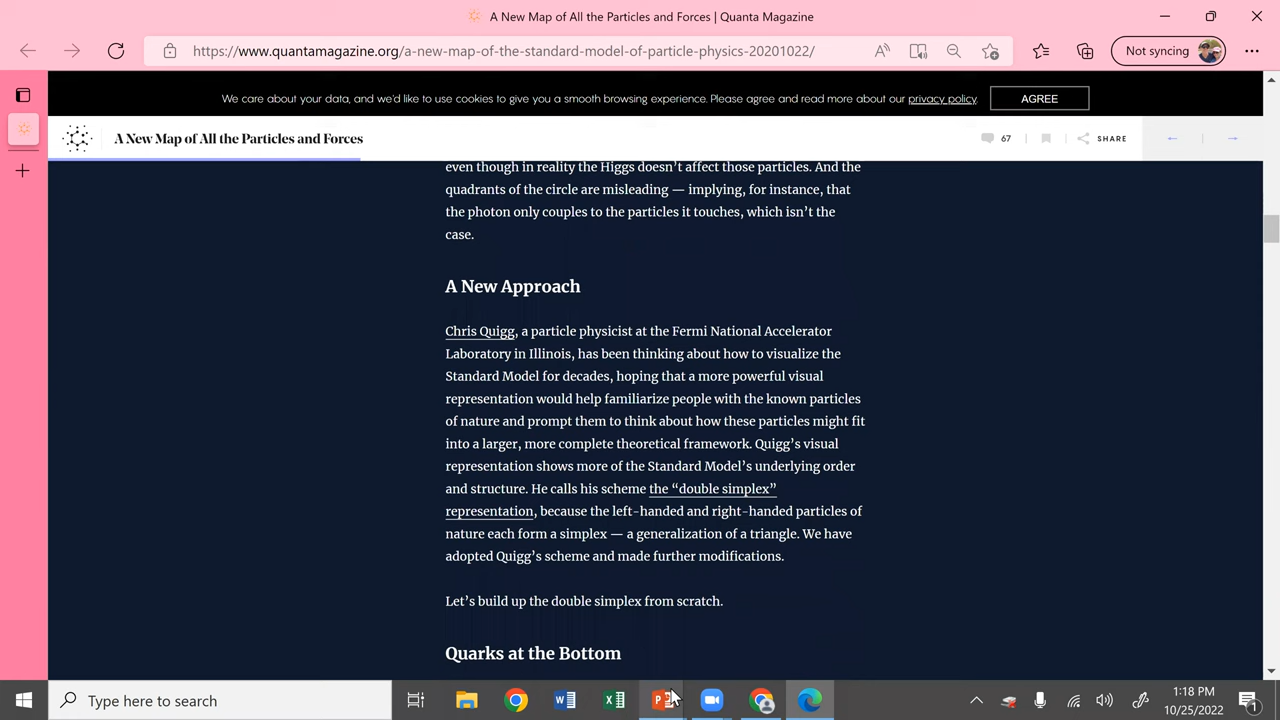 A New Map of All the Particles and Forces | Quanta Magazine
https://www.quantamagazine.org/a-new-map-of-the-standard-model-of-particle-physics-20201022/
Not syncing
We care about your data, and we'd like to use cookies to give you a smooth browsing experience. Please agree and read more about our privacy policy.
AGREE
A New Map of All the Particles and Forces
67
SHARE
even though in reality the Higgs doesn't affect those particles. And the
quadrants of the circle are misleading — implying, for instance, that
the photon only couples to the particles it touches, which isn't the
case.
A New Approach
Chris Quigg, a particle physicist at the Fermi National Accelerator
Laboratory in Illinois, has been thinking about how to visualize the
Standard Model for decades, hoping that a more powerful visual
representation would help familiarize people with the known particles
of nature and prompt them to think about how these particles might fit
into a larger, more complete theoretical framework. Quigg's visual
representation shows more of the Standard Model's underlying order
and structure. He calls his scheme the “double simplex”
representation, because the left-handed and right-handed particles of
nature each form a simplex — a generalization of a triangle. We have
adopted Quigg's scheme and made further modifications.
Let's build up the double simplex from scratch.
Quarks at the Bottom
Type here to search
1:18 PM
10/25/2022
1